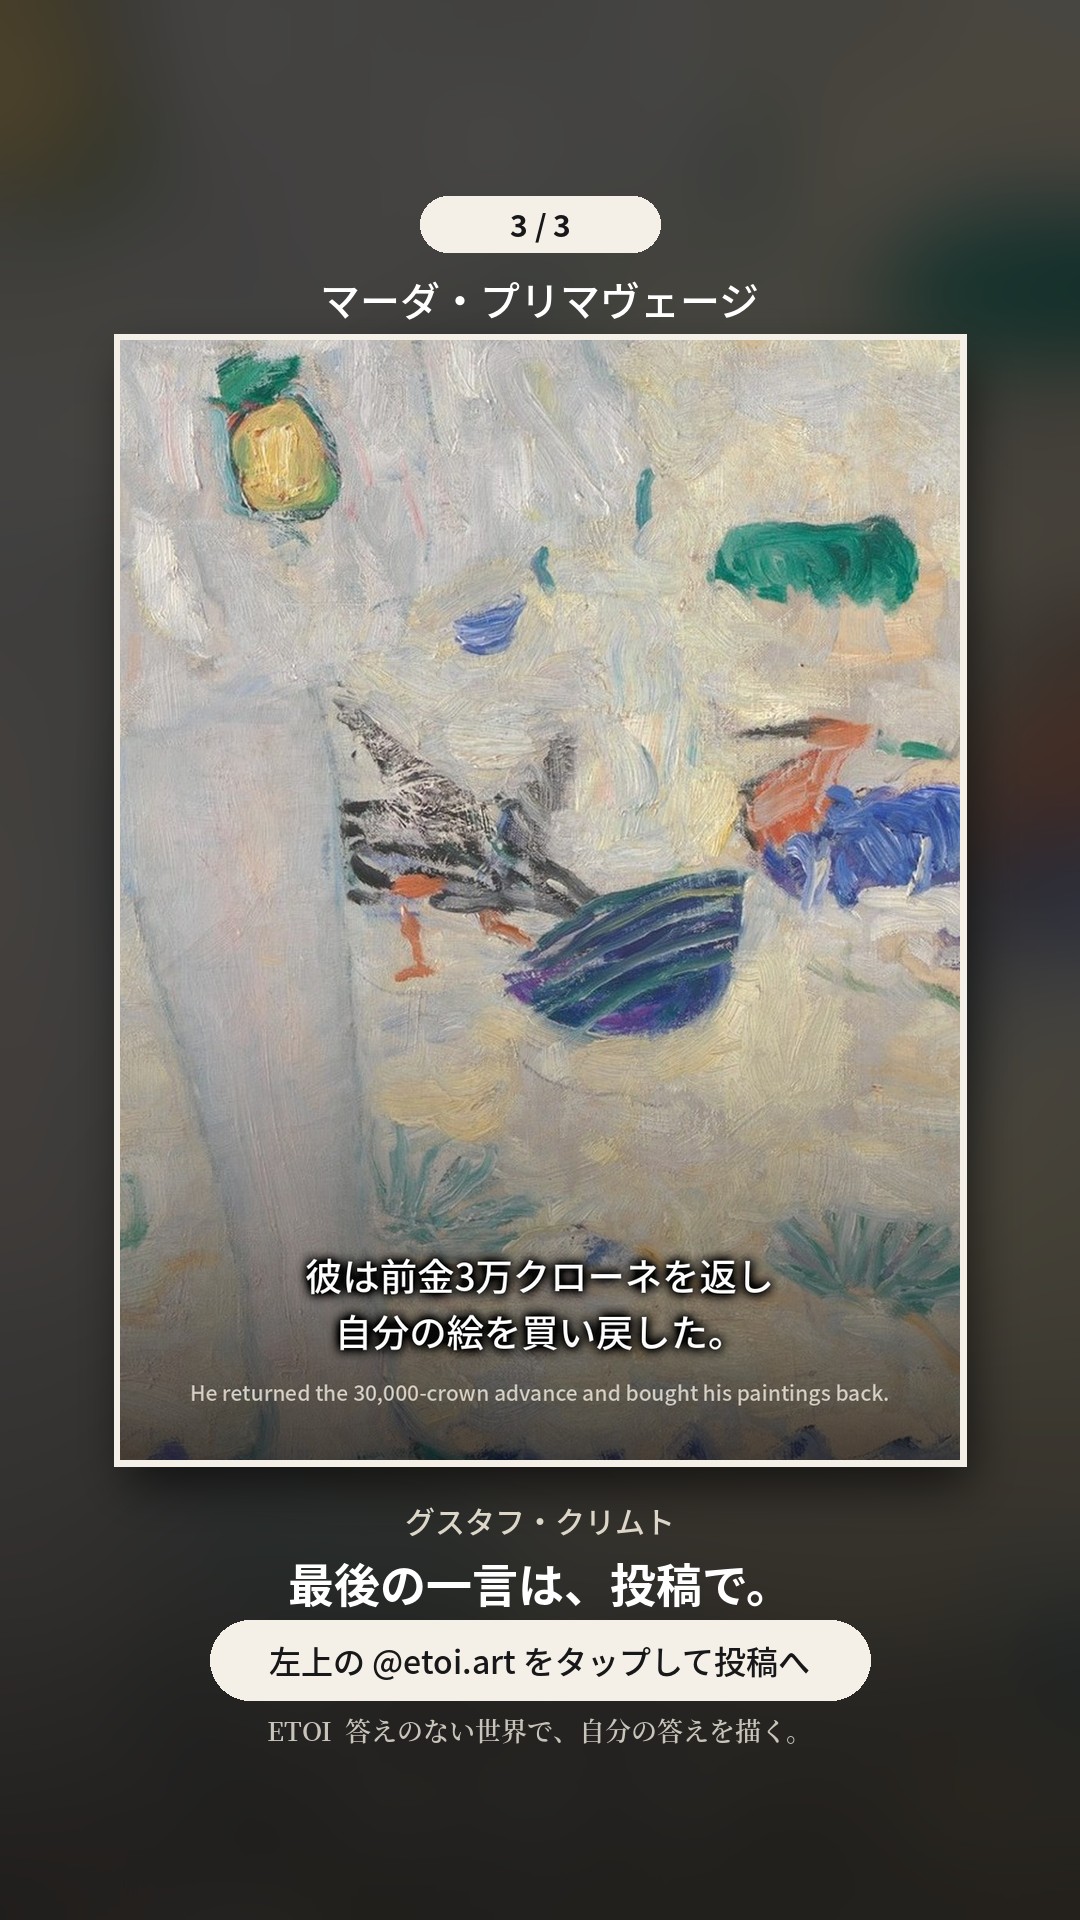 3 / 3
マーダ・プリマヴェージ
彼は前金3万クローネを返し
自分の絵を買い戻した。
He returned the 30,000-crown advance and bought his paintings back.
グスタフ・クリムト
最後の一言は、投稿で。
左上の @etoi.art をタップして投稿へ
ETOI 答えのない世界で、自分の答えを描く。